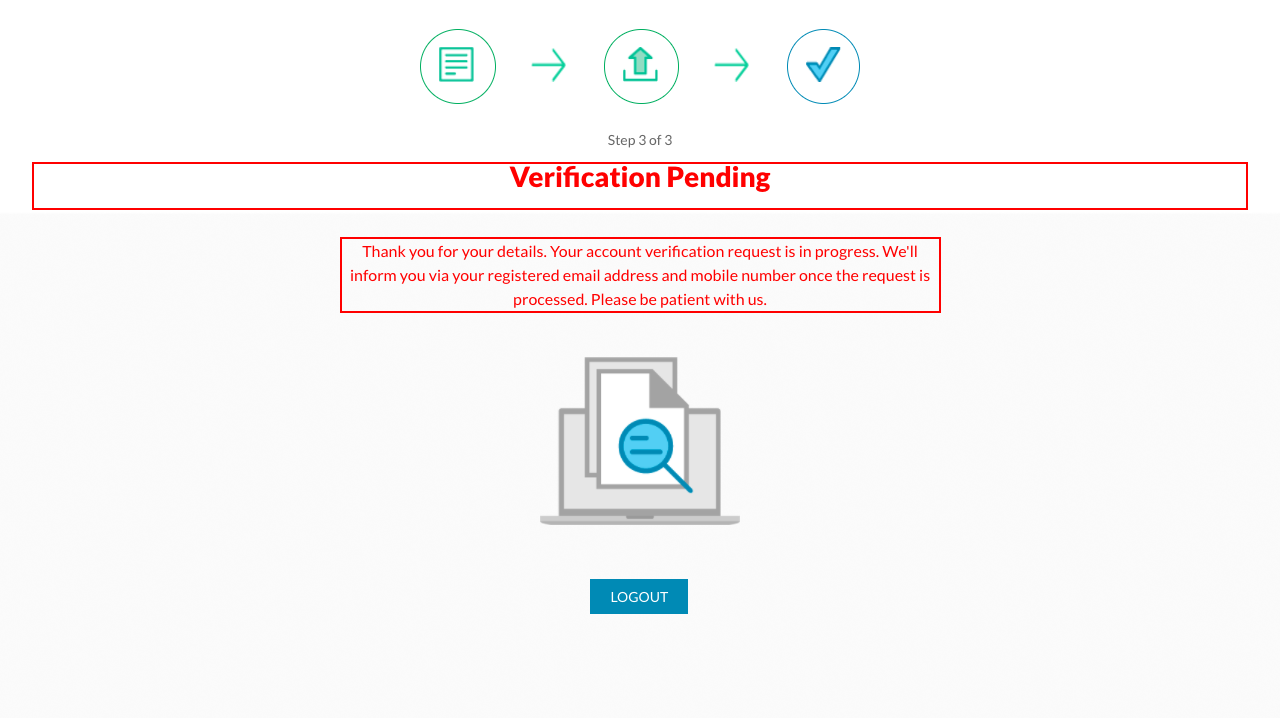 Step 3 of 3
Verification Pending
Thank you for your details. Your account verification request is in progress. We'll
inform you via your registered email address and mobile number once the request is
processed. Please be patient with us.
LOGOUT